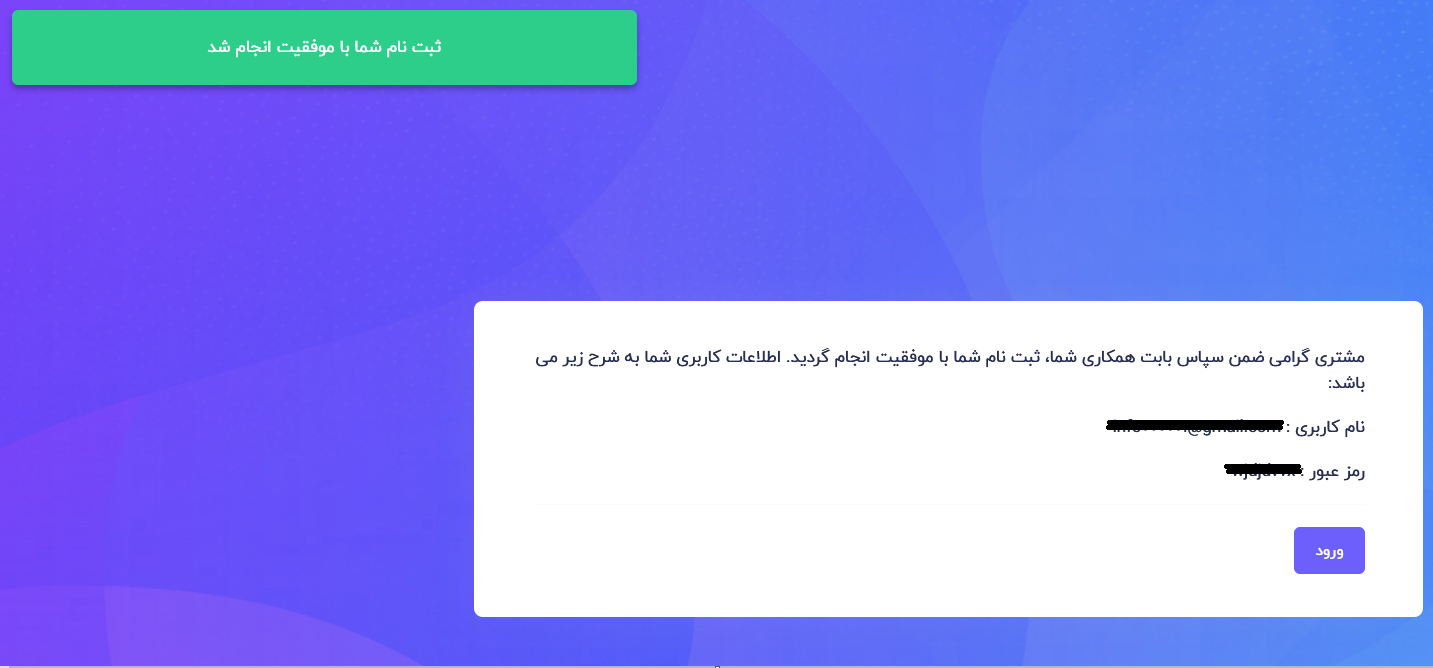 ثبت نام شما با موفقیت انجام شد
مشتری گرامی ضمن سپاس بابت همکاری شما، ثبت نام شما با موفقیت انجام گردید. اطلاعات کاربری شما به شرح زیر می
باشد:
نام کاربری :
رمز عبور :
ورود